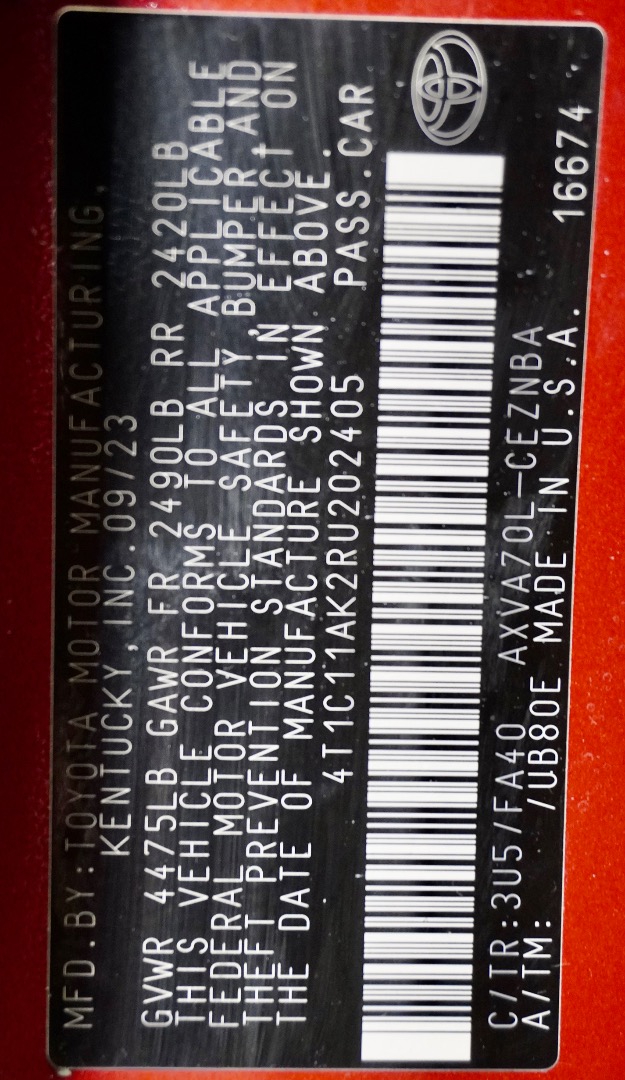 MFD.BY:TOYOTA MOTOR MANUFACTURING,
KENTUCKY,INC.09/23
GVWR 4475LB GAWR FR 2490LB RR 2420LB
THIS VEHICLE CONFORMS TO ALL APPLICABLE
FEDERAL MOTOR VEHICLE SAFETY, BUMPER, AND
THEFT PREVENTION STANDARDS IN EFFECT ON
THE DATE OF MANUFACTURE SHOWN ABOVE.
4T1C11AK2RU202405 PASS.CAR
C/TR:3U5/FA40 AXVA70L-CEZNBA
A/TM: /UB80E MADE IN U.S.A. 16674